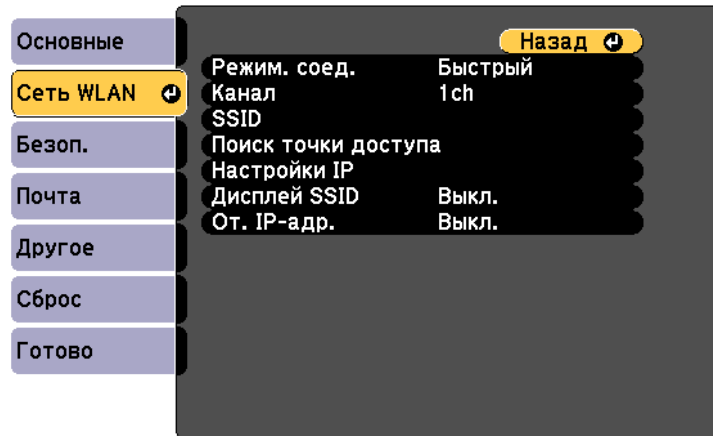 Основные
Сеть WLAN
Безоп.
Почта
Другое
Сброс
Готово
Назад
Режим. соед. Быстрый
Канал 1ch
SSID
Поиск точки доступа
Настройки IP
Дисплей SSID Выкл.
От. IP-адр. Выкл.